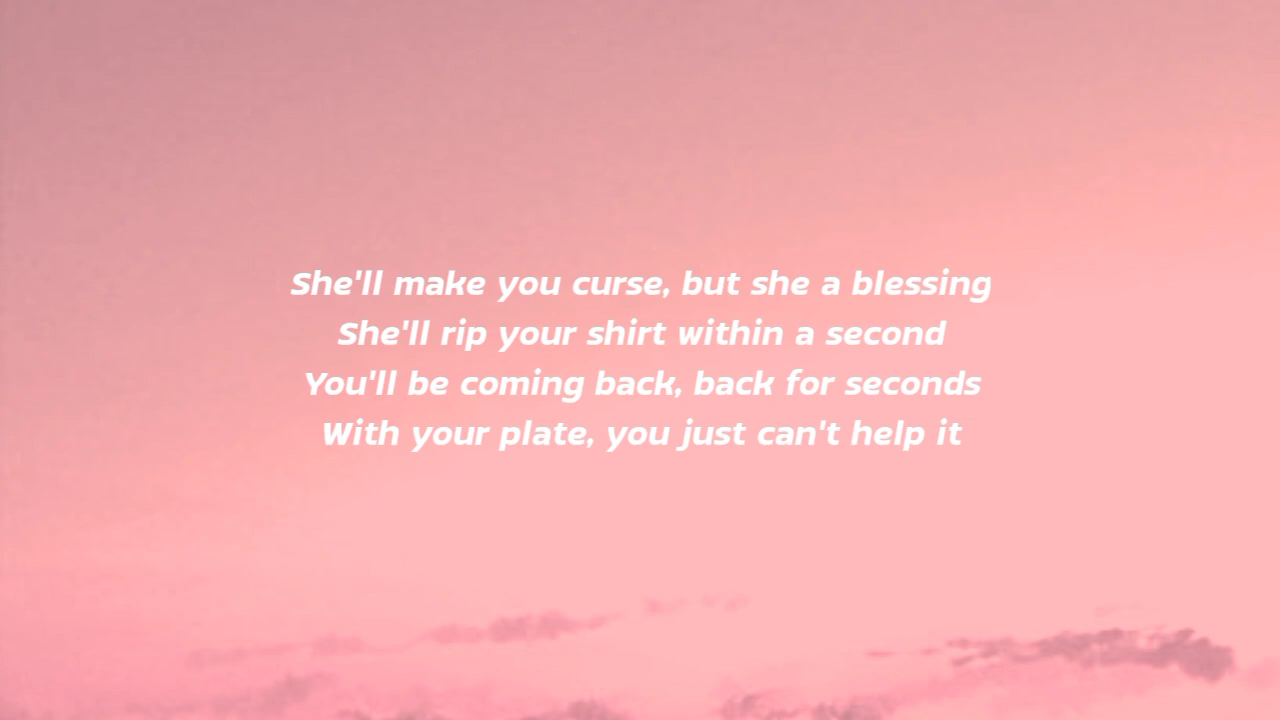 She'll make you curse, but she a blessing
She'll rip your shirt within a second
You'll be coming back, back for seconds
With your plate, you just can't help it